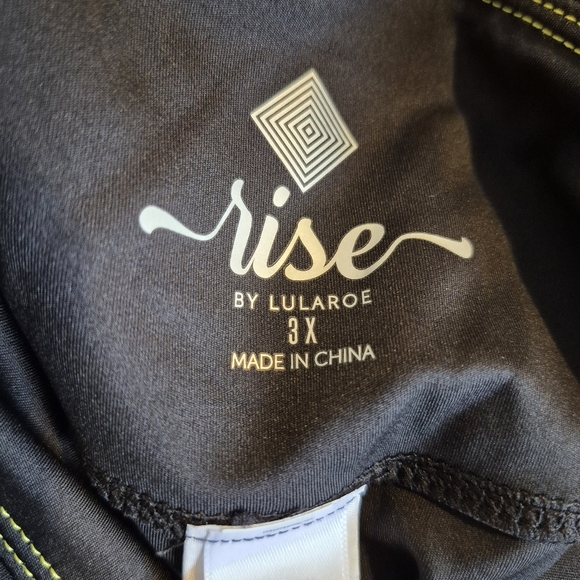 rise
BY LULAROE
3X
MADE IN CHINA